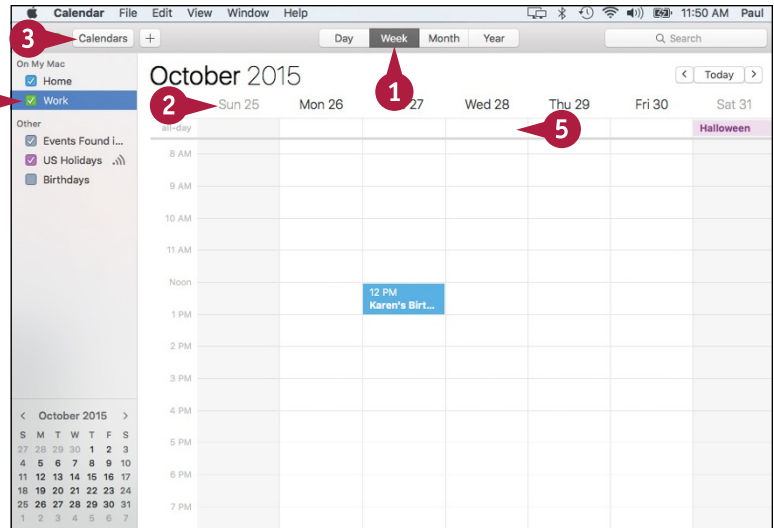 Calendar File Edit View Window Help 11:50 AM Paul
3 Calendars + Day Week Month Year Search
On My Mac
Home
Work
Other
Events Found i...
US Holidays
Birthdays
October 2015
< Today >
1
2 Sun 25 Mon 26 27 Wed 28 Thu 29 Fri 30 Sat 31
all-day 5 Halloween
8 AM
9 AM
10 AM
11 AM
Noon
12 PM
Karen's Birt...
1 PM
2 PM
3 PM
4 PM
5 PM
6 PM
7 PM
< October 2015 >
S M T W T F S
27 28 29 30 1 2 3
4 5 6 7 8 9 10
11 12 13 14 15 16 17
18 19 20 21 22 23 24
25 26 27 28 29 30 31
1 2 3 4 5 6 7